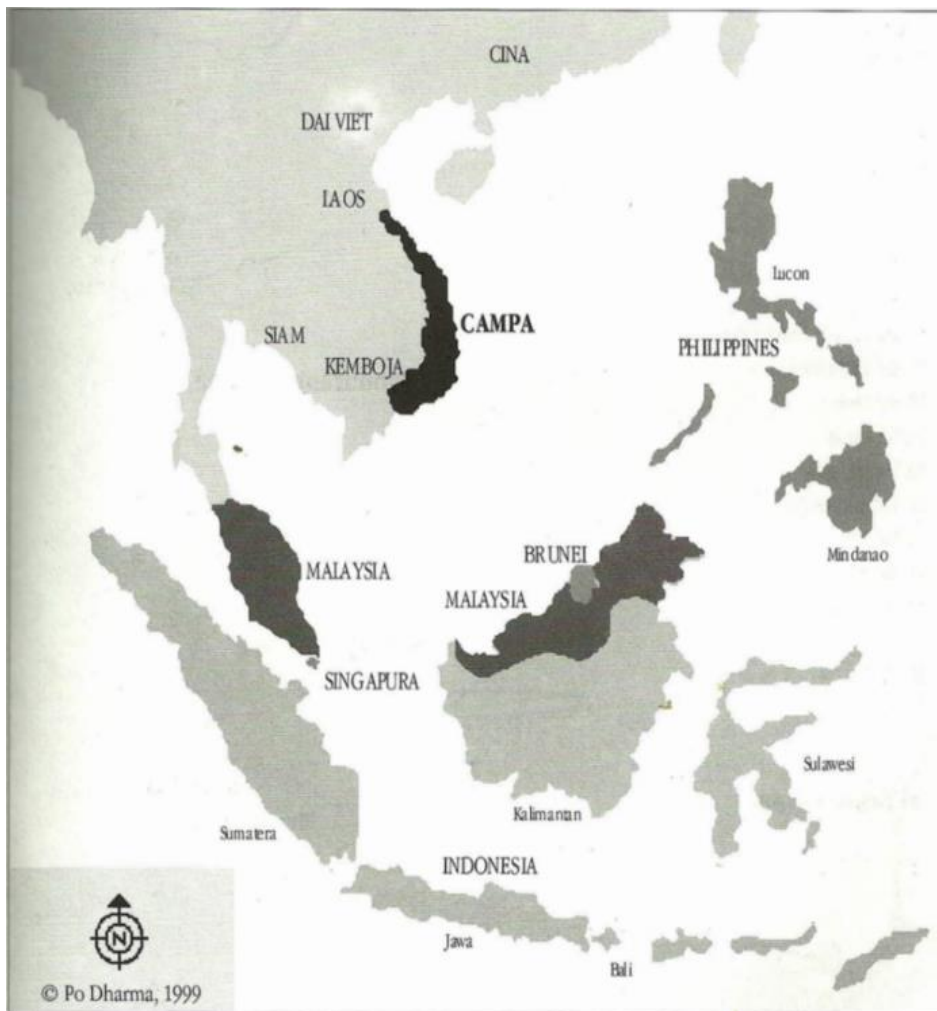 CINA
DAI VIET
LAOS
CAMPA
SIAM
KEMBOJA
Lucon
PHILIPPINES
Mindanao
BRUNEI
MALAYSIA
MALAYSIA
SINGAPURA
Sulawesi
Kalimantan
Sumatera
INDONESIA
Jawa
Bali
N
© Po Dharma, 1999